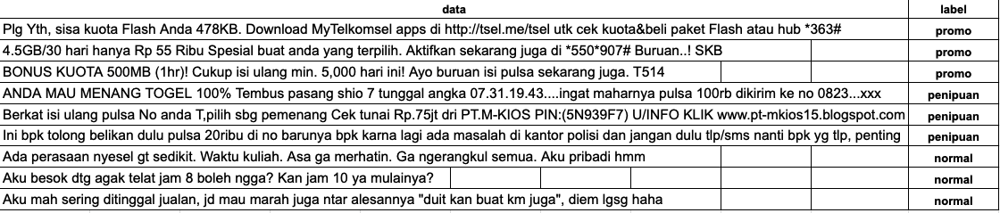 data label
Plg Yth, sisa kuota Flash Anda 478KB. Download MyTelkomsel apps di http://tsel.me/tsel utk cek kuota&beli paket Flash atau hub *363# promo
4.5GB/30 hari hanya Rp 55 Ribu Spesial buat anda yang terpilih. Aktifkan sekarang juga di *550*907# Buruan..! SKB promo
BONUS KUOTA 500MB (1hr)! Cukup isi ulang min. 5,000 hari ini! Ayo buruan isi pulsa sekarang juga. T514 promo
ANDA MAU MENANG TOGEL 100% Tembus pasang shio 7 tunggal angka 07.31.19.43....ingat maharnya pulsa 100rb dikirim ke no 0823...xxx penipuan
Berkat isi ulang pulsa No anda T,pilih sbg pemenang Cek tunai Rp.75jt dri PT.M-KIOS PIN:(5N939F7) U/INFO KLIK www.pt-mkios15.blogspot.com penipuan
Ini bpk tolong belikan dulu pulsa 20ribu di no barunya bpk karna lagi ada masalah di kantor polisi dan jangan dulu tlp/sms nanti bpk yg tlp, penting penipuan
Ada perasaan nyesel gt sedikit. Waktu kuliah. Asa ga merhatin. Ga ngerangkul semua. Aku pribadi hmm normal
Aku besok dtg agak telat jam 8 boleh ngga? Kan jam 10 ya mulainya? normal
Aku mah sering ditinggal jualan, jd mau marah juga ntar alesannya "duit kan buat km juga", diem lgsg haha normal